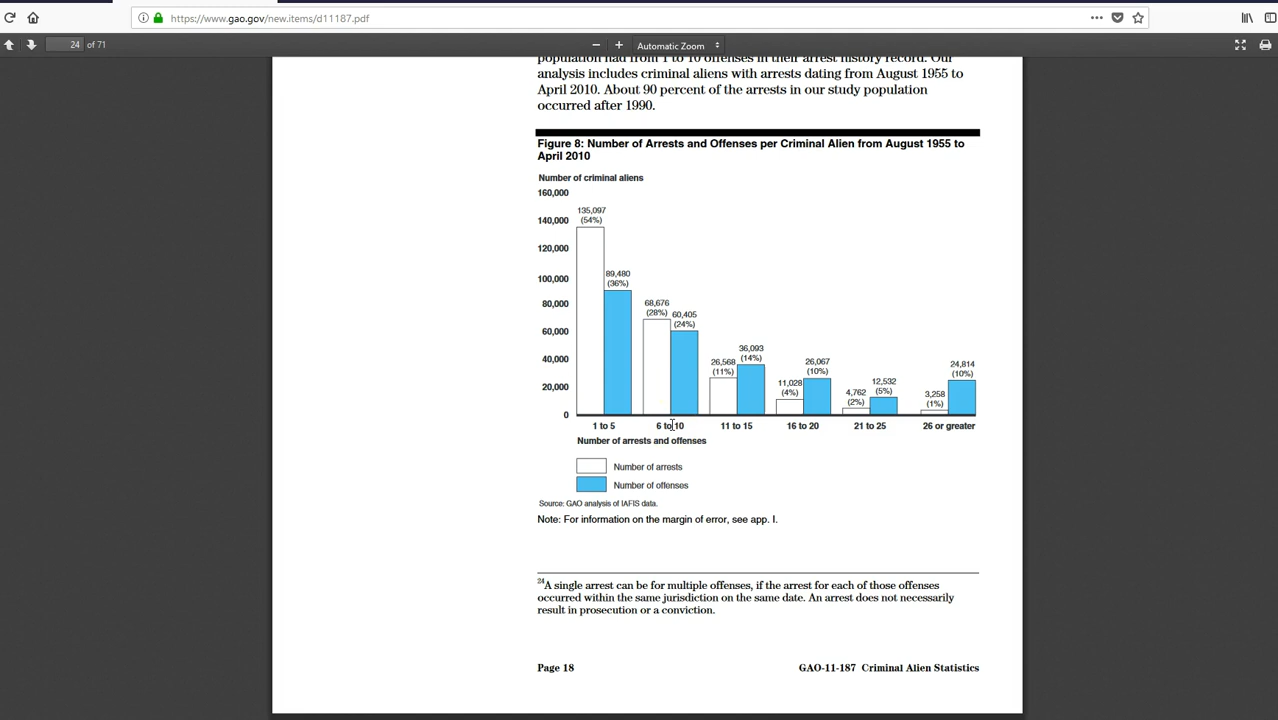 https://www.gao.gov/new.items/d11187.pdf
24 of 71
Automatic Zoom
population had from 1 to 10 offenses in their arrest history record. Our
analysis includes criminal aliens with arrests dating from August 1955 to
April 2010. About 90 percent of the arrests in our study population
occurred after 1990.
Figure 8: Number of Arrests and Offenses per Criminal Alien from August 1955 to
April 2010
Number of criminal aliens
160,000
140,000
120,000
100,000
80,000
60,000
40,000
20,000
0
135,097
(54%)
89,480
(36%)
68,676
(28%)
60,405
(24%)
26,568
(11%)
36,093
(14%)
11,028
(4%)
26,067
(10%)
4,762
(2%)
12,532
(5%)
3,258
(1%)
24,814
(10%)
1 to 5 6 to 10 11 to 15 16 to 20 21 to 25 26 or greater
Number of arrests and offenses
Number of arrests
Number of offenses
Source: GAO analysis of IAFIS data.
Note: For information on the margin of error, see app. I.
24A single arrest can be for multiple offenses, if the arrest for each of those offenses
occurred within the same jurisdiction on the same date. An arrest does not necessarily
result in prosecution or a conviction.
Page 18 GAO-11-187 Criminal Alien Statistics